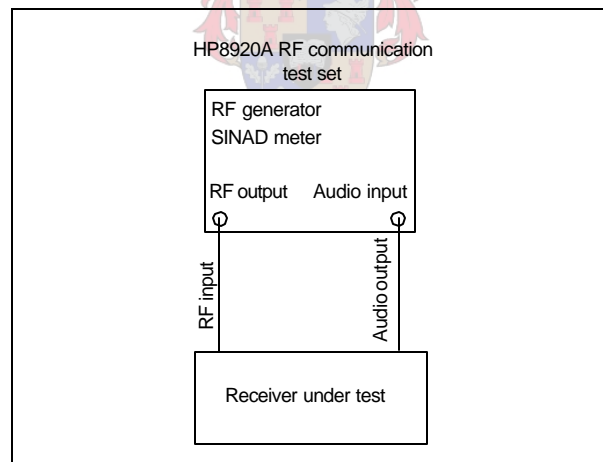 HP8920A RF communication
test set
RF generator
SINAD meter
RF output Audio input
RF input
Audio output
Receiver under test